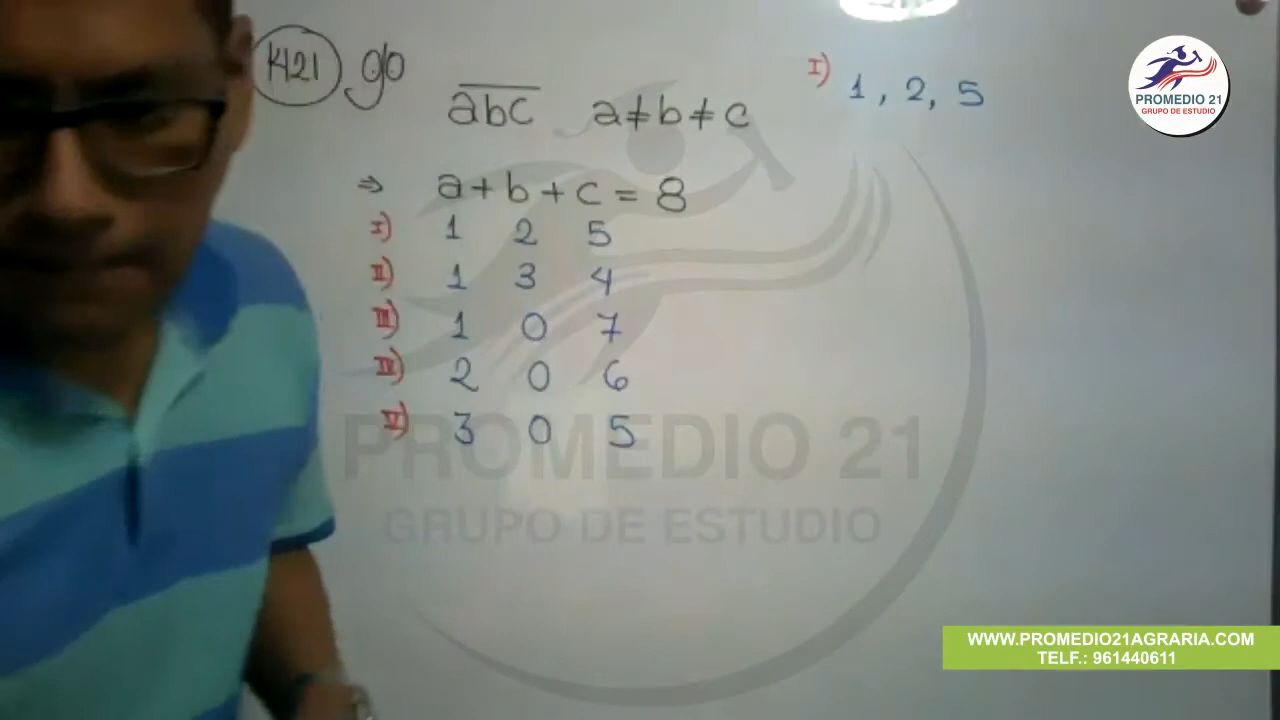 1421 go
abc a≠b≠c
⇒ a+b+c=8
I) 1 2 5
II) 1 3 4
III) 1 0 7
IV) 2 0 6
V) 3 0 5
I) 1, 2, 5
PROMEDIO 21
GRUPO DE ESTUDIO
PROMEDIO 21
GRUPO DE ESTUDIO
WWW.PROMEDIO21AGRARIA.COM
TELF.: 961440611